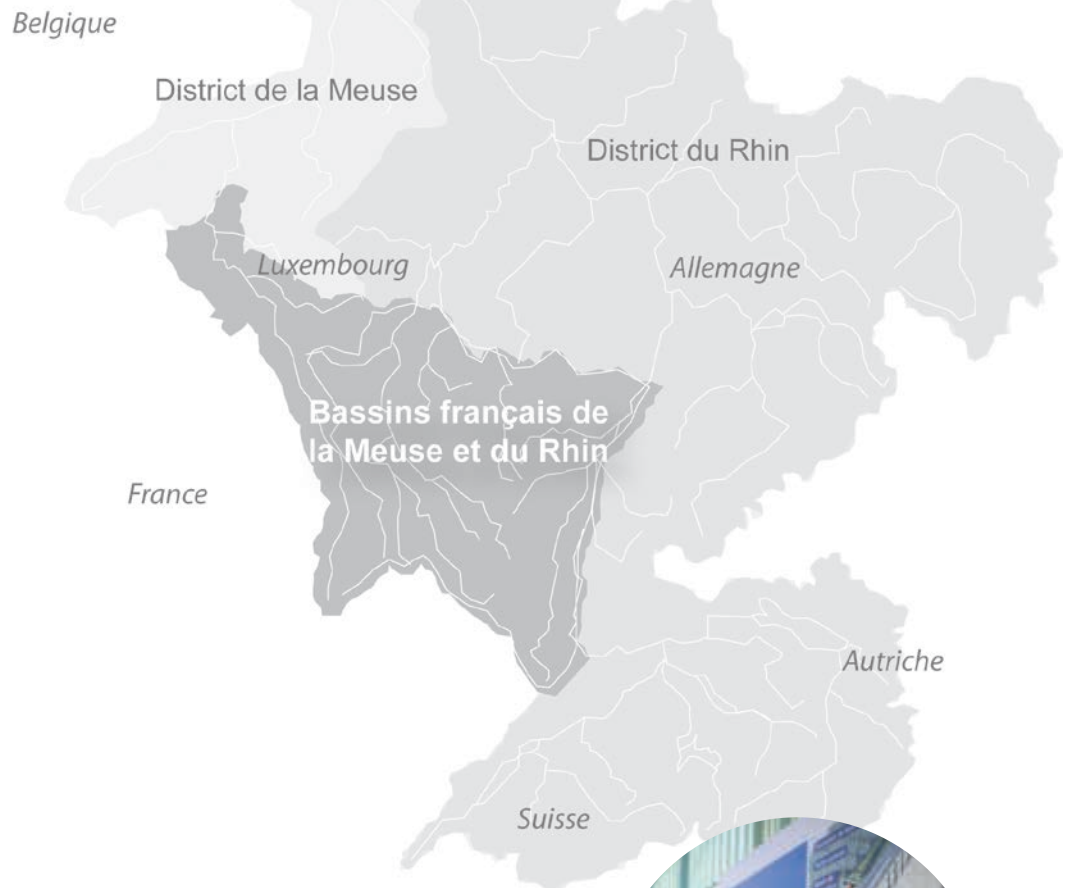 Belgique
District de la Meuse
District du Rhin
Luxembourg
Allemagne
Bassins français de
la Meuse et du Rhin
France
Autriche
Suisse